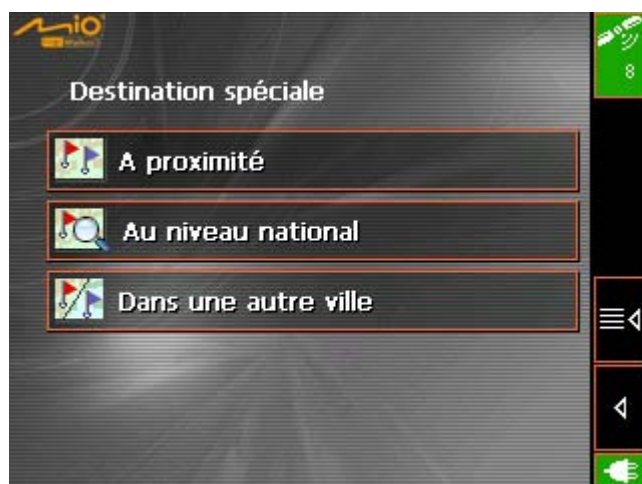 Mio
8
Destination spéciale
A proximité
Au niveau national
Dans une autre ville